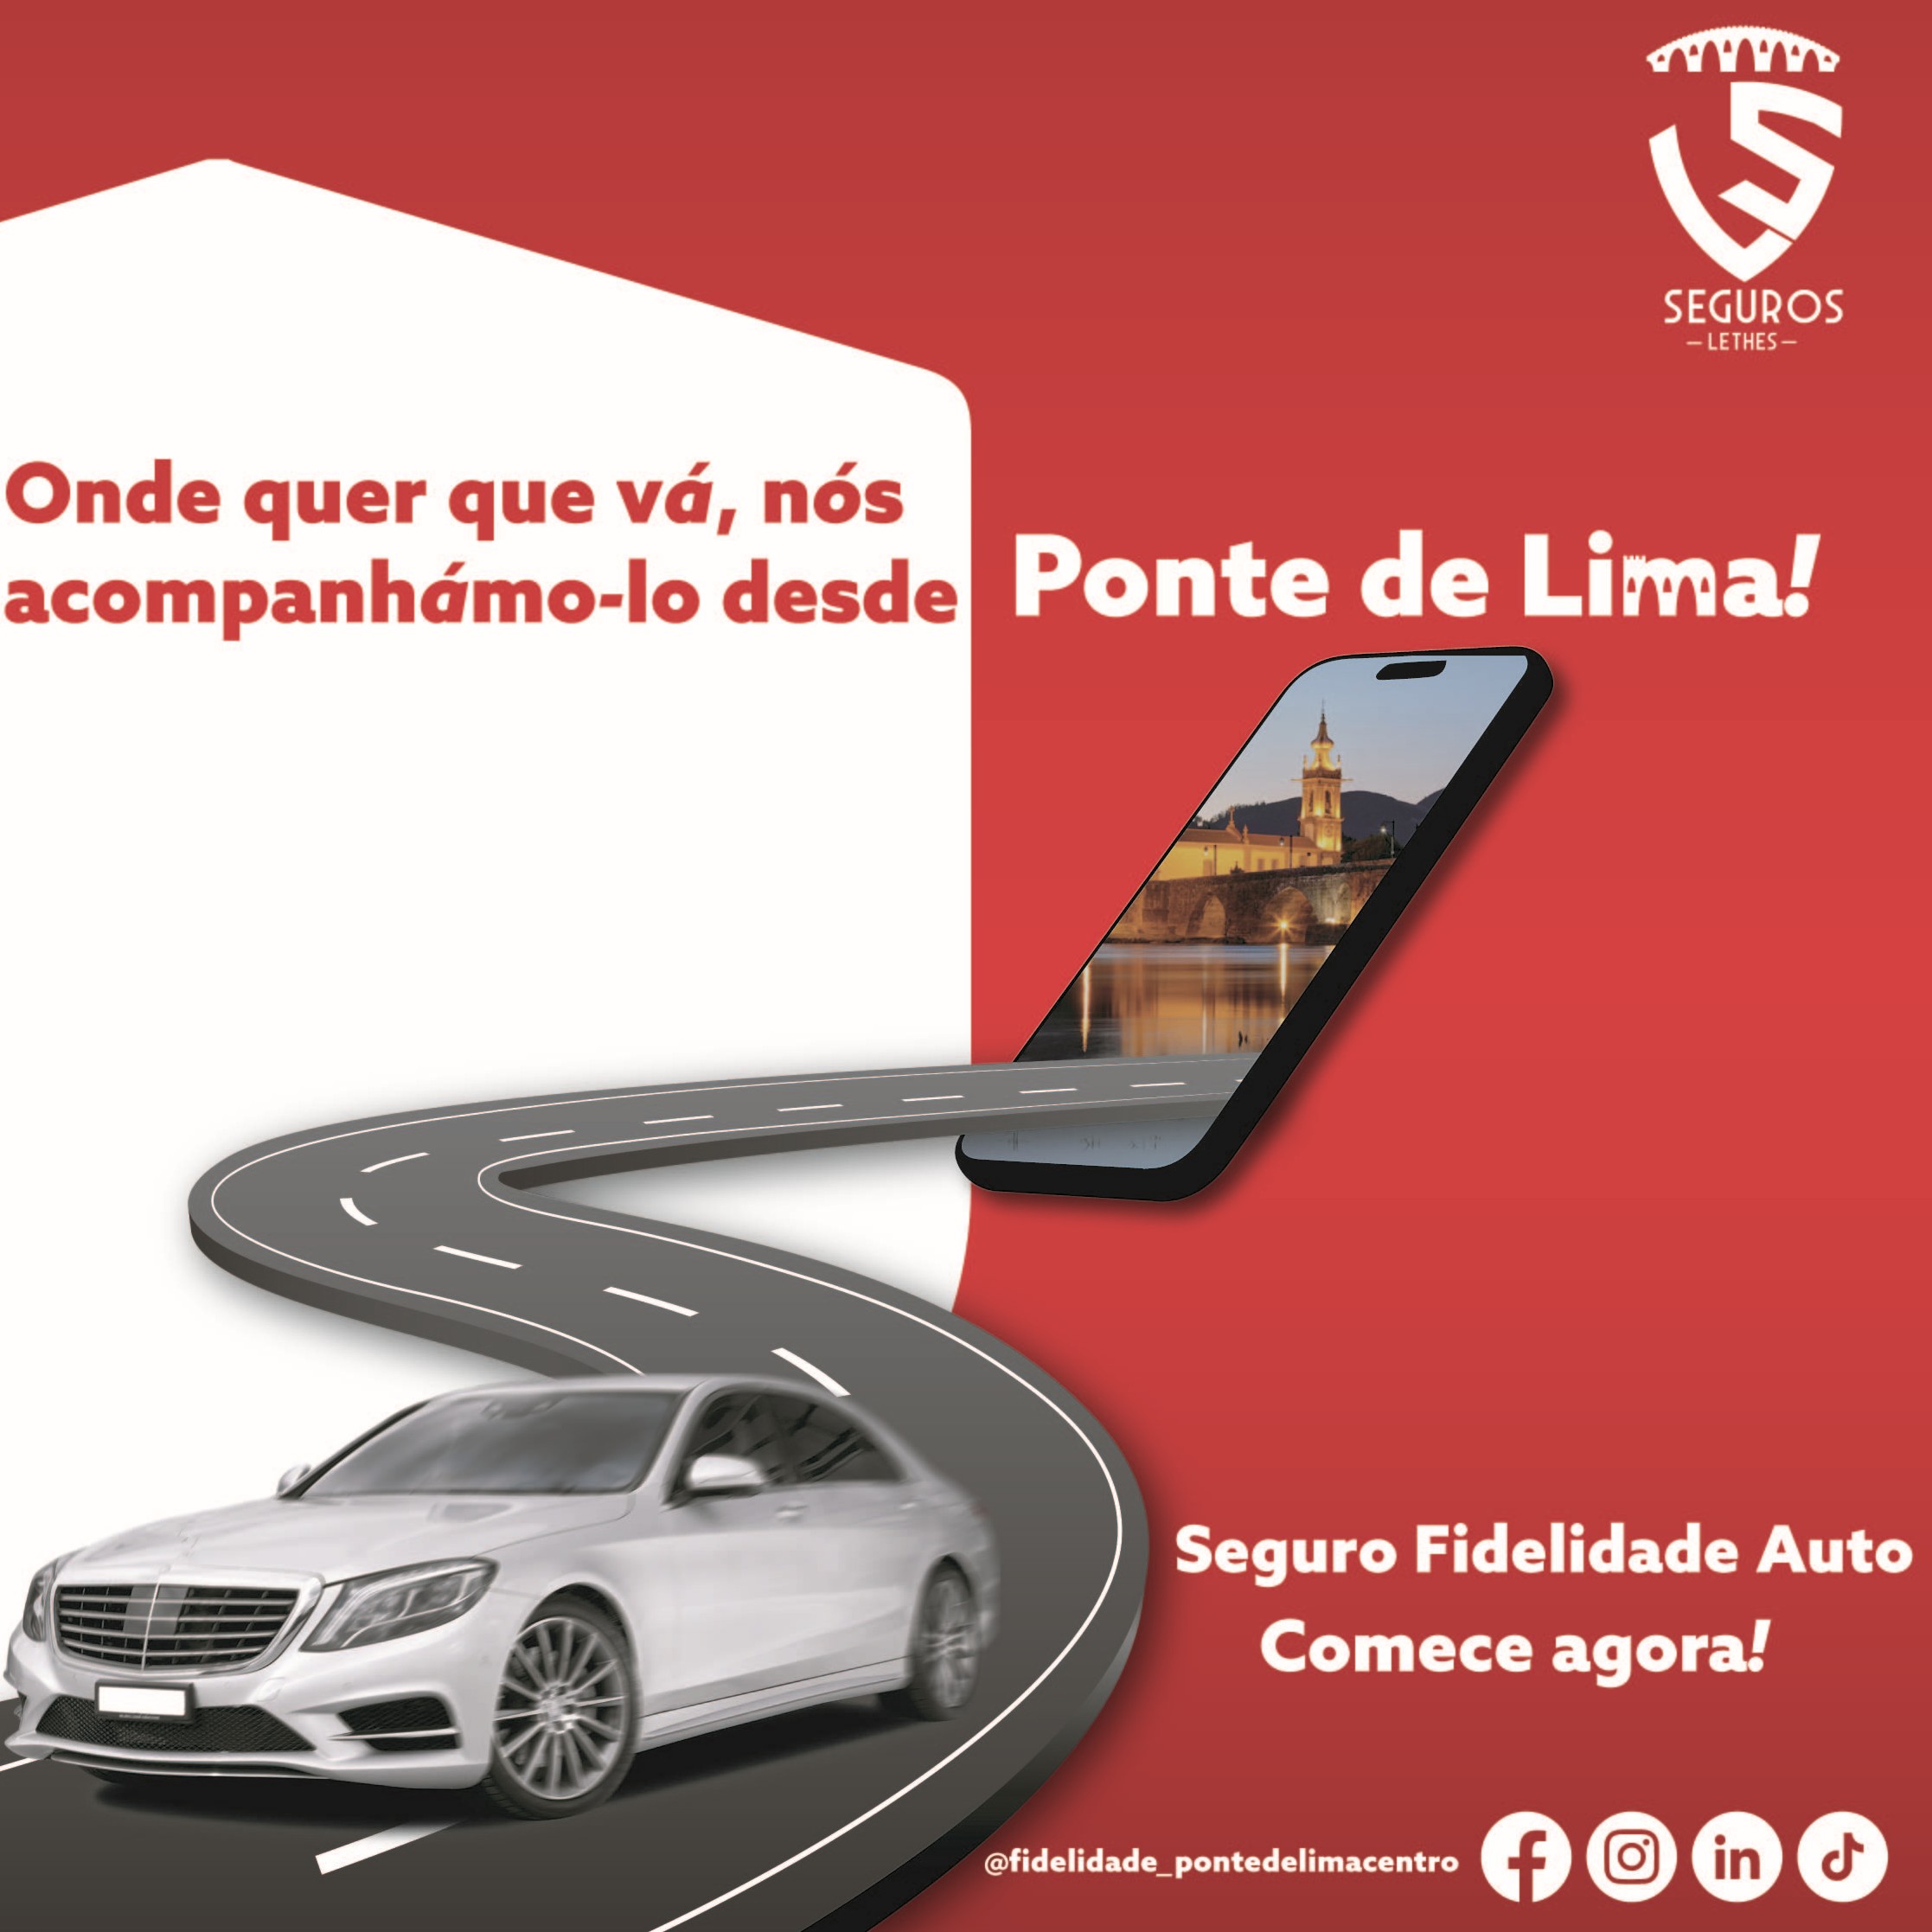 SEGUROS
– LETHES –
Onde quer que vá, nós
acompanhámo-lo desde
Ponte de Lima!
Seguro Fidelidade Auto
Comece agora!
@fidelidade_pontedelimacentro